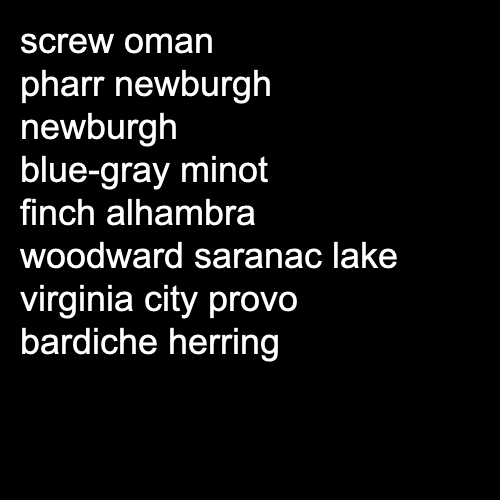 screw oman
pharr newburgh
newburgh
blue-gray minot
finch alhambra
woodward saranac lake
virginia city provo
bardiche herring